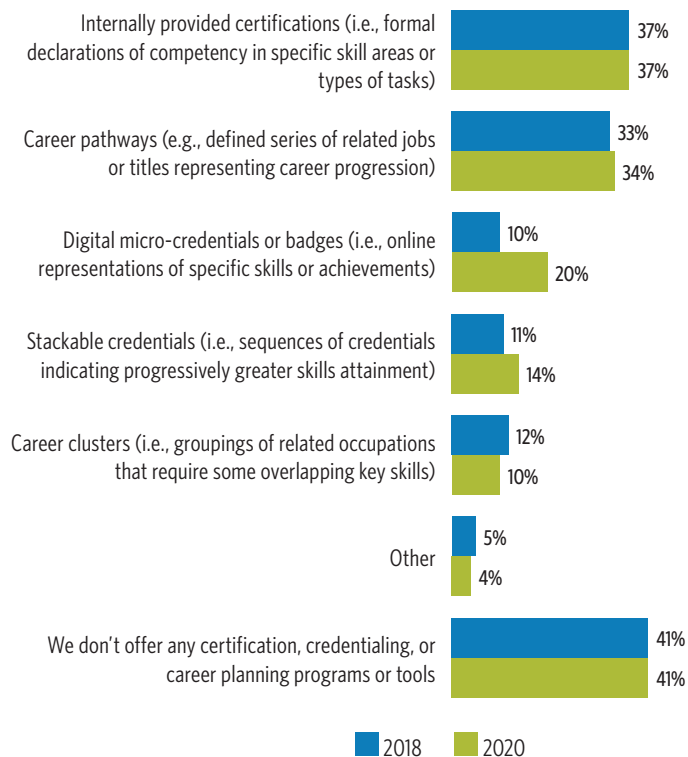 Internally provided certifications (i.e., formal
declarations of competency in specific skill areas or
types of tasks)
37%
37%
Career pathways (e.g., defined series of related jobs
or titles representing career progression)
33%
34%
Digital micro-credentials or badges (i.e., online
representations of specific skills or achievements)
10%
20%
Stackable credentials (i.e., sequences of credentials
indicating progressively greater skills attainment)
11%
14%
Career clusters (i.e., groupings of related occupations
that require some overlapping key skills)
12%
10%
Other
5%
4%
We don't offer any certification, credentialing, or
career planning programs or tools
41%
41%
2018 2020